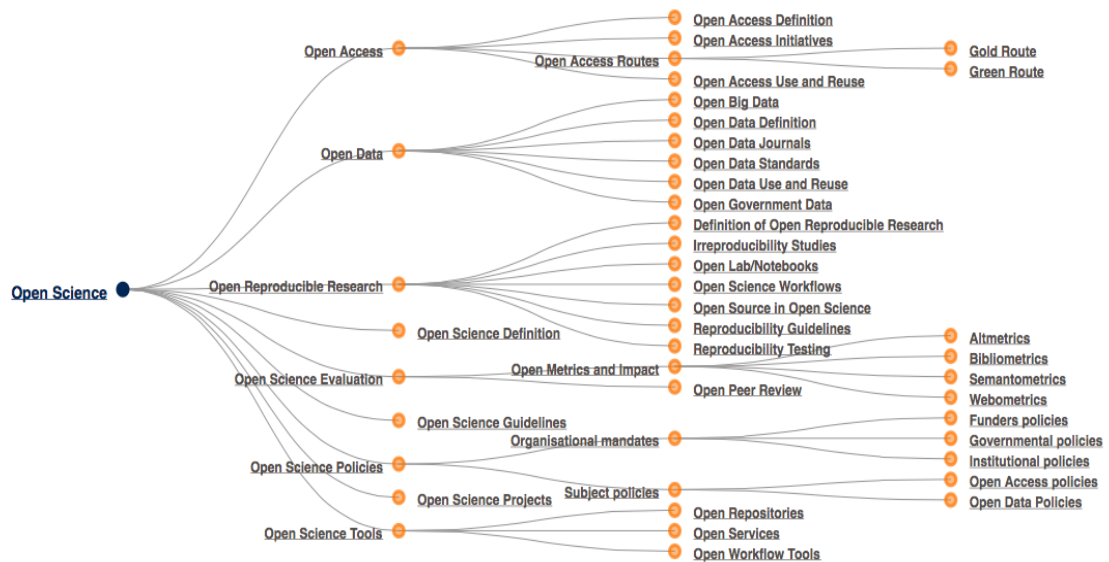 Open Science
Open Access
Open Access Definition
Open Access Initiatives
Open Access Routes
Gold Route
Green Route
Open Access Use and Reuse
Open Data
Open Big Data
Open Data Definition
Open Data Journals
Open Data Standards
Open Data Use and Reuse
Open Government Data
Open Reproducible Research
Definition of Open Reproducible Research
Irreproducibility Studies
Open Lab/Notebooks
Open Science Workflows
Open Source in Open Science
Reproducibility Guidelines
Reproducibility Testing
Open Science Definition
Open Science Evaluation
Open Metrics and Impact
Altmetrics
Bibliometrics
Semantometrics
Webometrics
Open Peer Review
Open Science Guidelines
Open Science Policies
Organisational mandates
Funders policies
Governmental policies
Institutional policies
Subject policies
Open Access policies
Open Data Policies
Open Science Projects
Open Science Tools
Open Repositories
Open Services
Open Workflow Tools